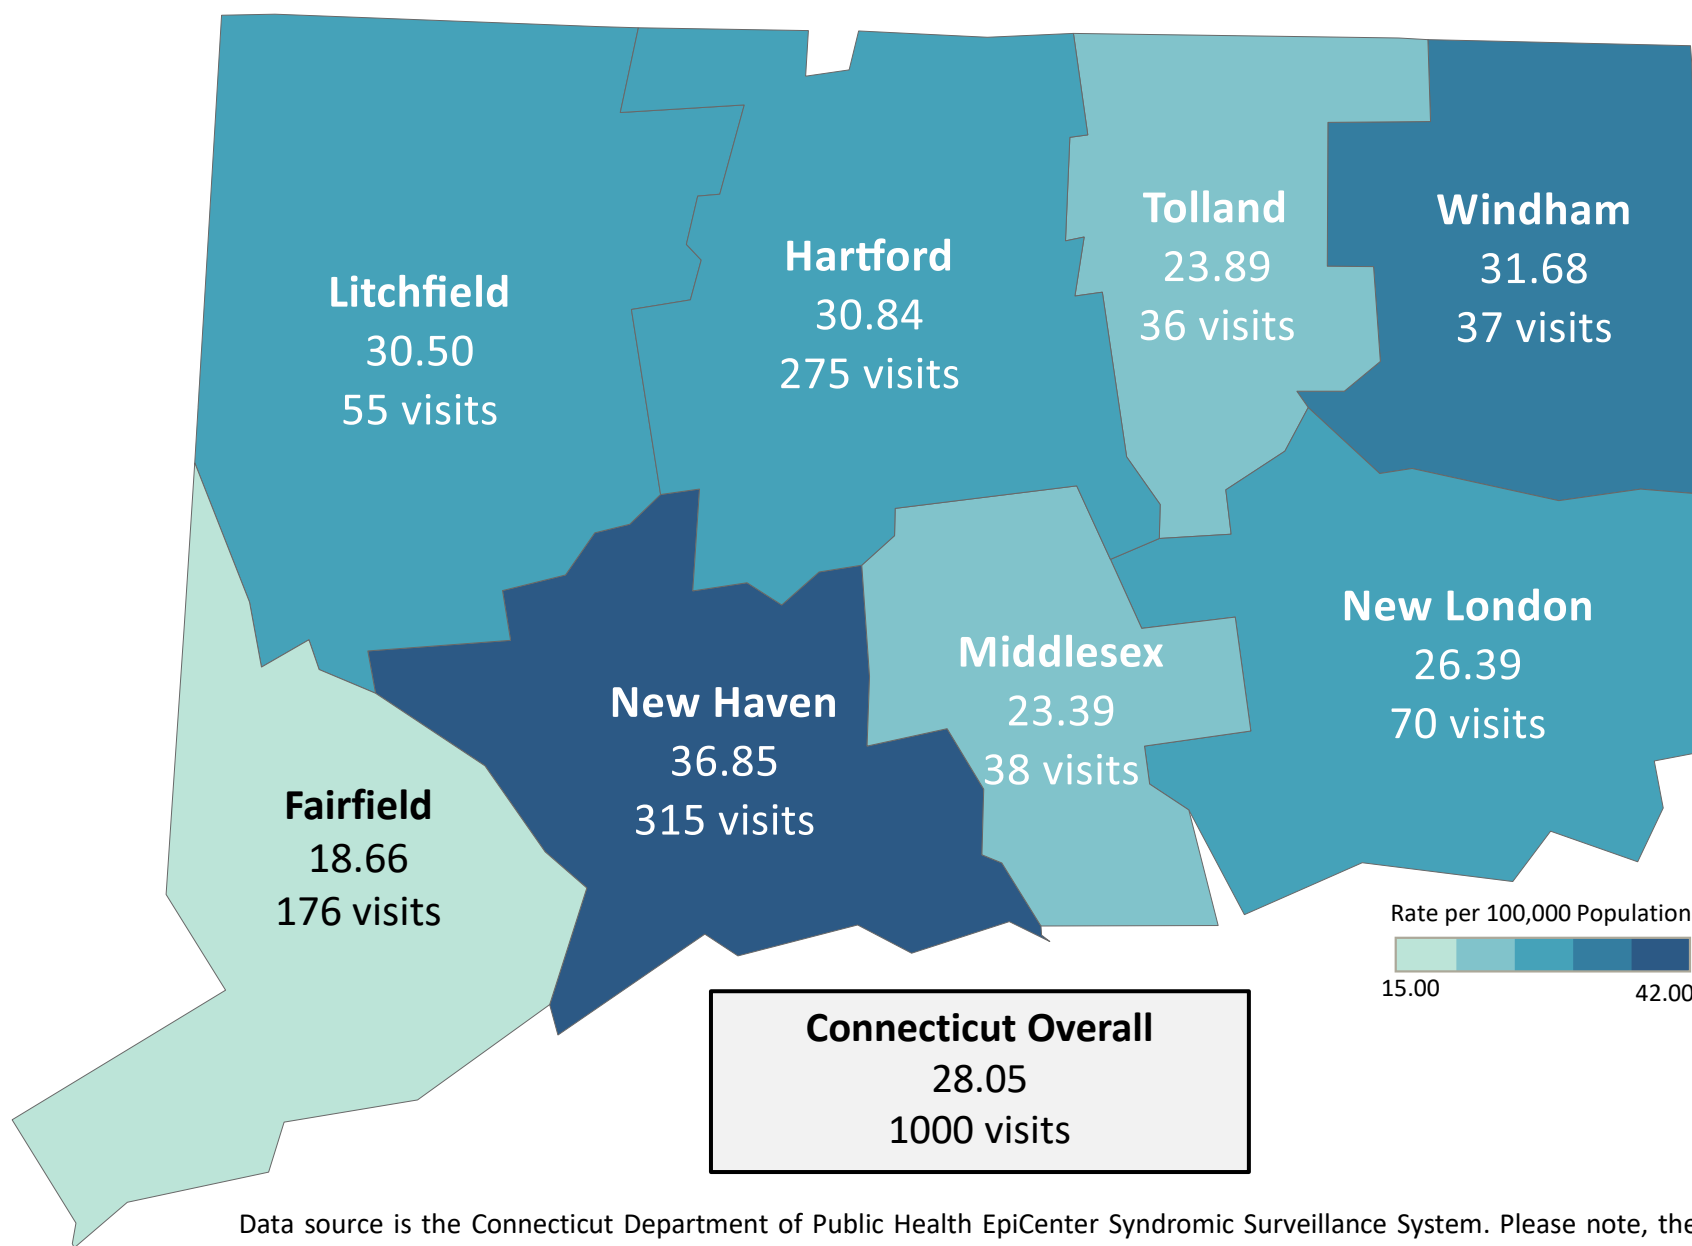 Litchfield
30.50
55 visits
Hartford
30.84
275 visits
Tolland
23.89
36 visits
Windham
31.68
37 visits
New Haven
36.85
315 visits
Middlesex
23.39
38 visits
New London
26.39
70 visits
Fairfield
18.66
176 visits
Rate per 100,000 Population
15.00
42.00
Connecticut Overall
28.05
1000 visits
Data source is the Connecticut Department of Public Health EpiCenter Syndromic Surveillance System. Please note, the